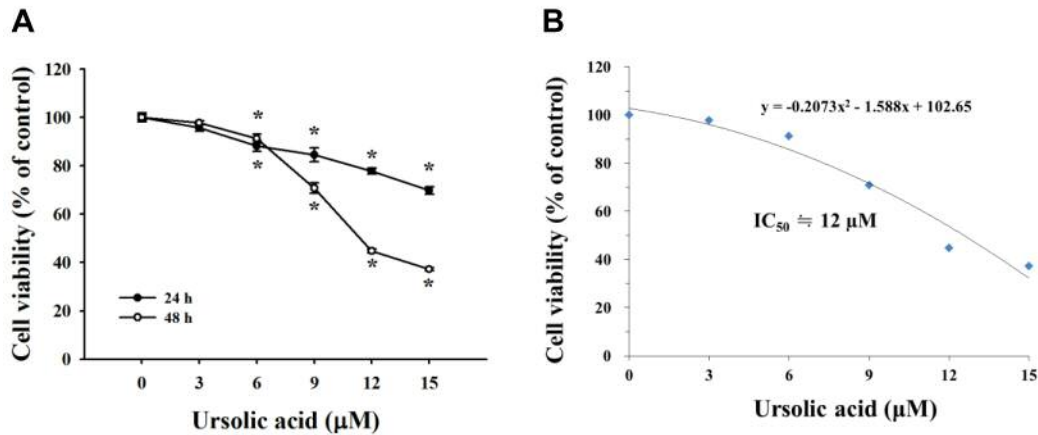 A
Cell viability (% of control)
120
100
80
60
40
20
0
* * * *
* * * *
24 h
48 h
0 3 6 9 12 15
Ursolic acid (μM)
B
Cell viability (% of control)
120
100
80
60
40
20
0
y = -0.2073x² - 1.588x + 102.65
IC₅₀ ≒ 12 μM
0 3 6 9 12 15
Ursolic acid (μM)